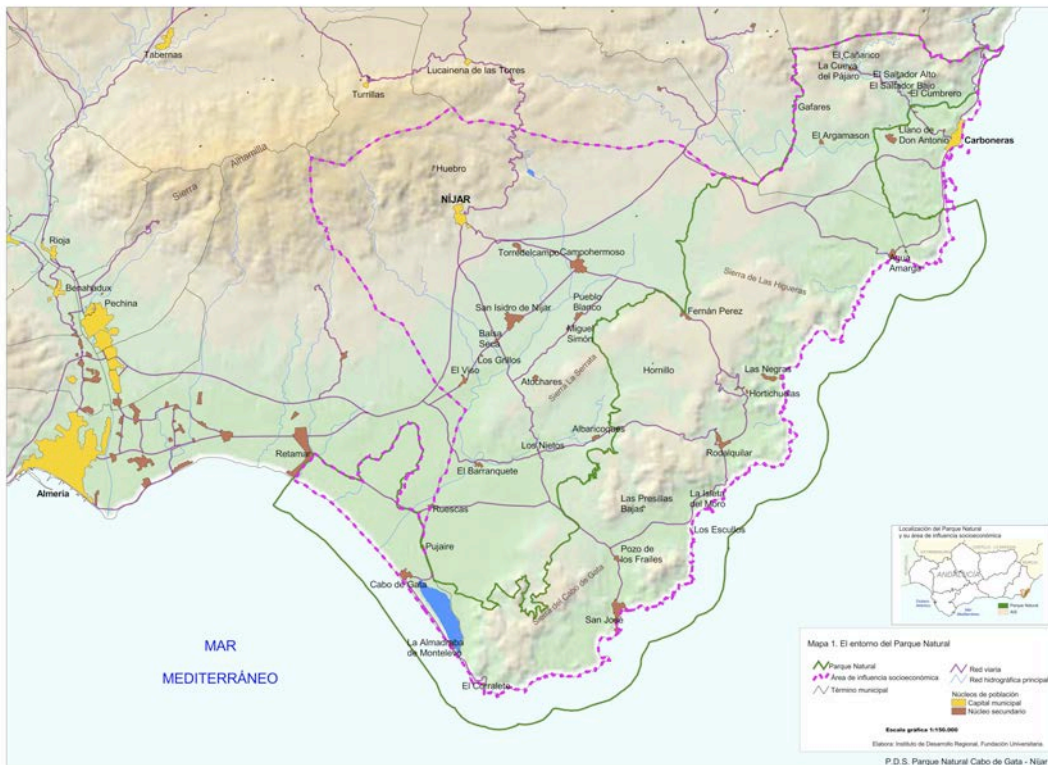 Tabernas
Lucainena de las Torres
Turrillas
El Cañarico
La Cueva
del Pájaro
El Saltador Alto
El Saltador Bajo
El Cumbrero
Gafares
El Argamason
Llano de
Don Antonio
Carboneras
Sierra Alhamilla
Huebro
NÍJAR
Rioja
Benahadux
Pechina
Torredelcampo
Campohermoso
Agua
Amarga
Sierra de Las Higueras
San Isidro de Níjar
Pueblo
Blanco
Fernán Perez
Balsa
Seca
Miguel
Simón
Los Grillos
El Viso
Atochares
Sierra La Serrata
Hornillo
Las Negras
Hortichuelas
Albaricoques
Los Nietos
Rodalquilar
Retamar
El Barranquete
Almería
Las Presillas
Bajas
La Isleta
del Moro
Ruescas
Los Escullos
Pujaire
Pozo de
los Frailes
Cabo de Gata
Sierra del Cabo de Gata
San José
La Almadraba
de Monteleva
El Corralete
MAR
MEDITERRÁNEO
Localización del Parque Natural
y su área de influencia socioeconómica
ANDALUCÍA
Parque Natural
Mapa 1. El entorno del Parque Natural
Parque Natural
Área de influencia socioeconómica
Término municipal
Red viaria
Red hidrográfica principal
Núcleos de población
Capital municipal
Núcleo secundario
Escala gráfica 1:150.000
Elabora: Instituto de Desarrollo Regional, Fundación Universitaria.
P.D.S. Parque Natural Cabo de Gata - Níjar